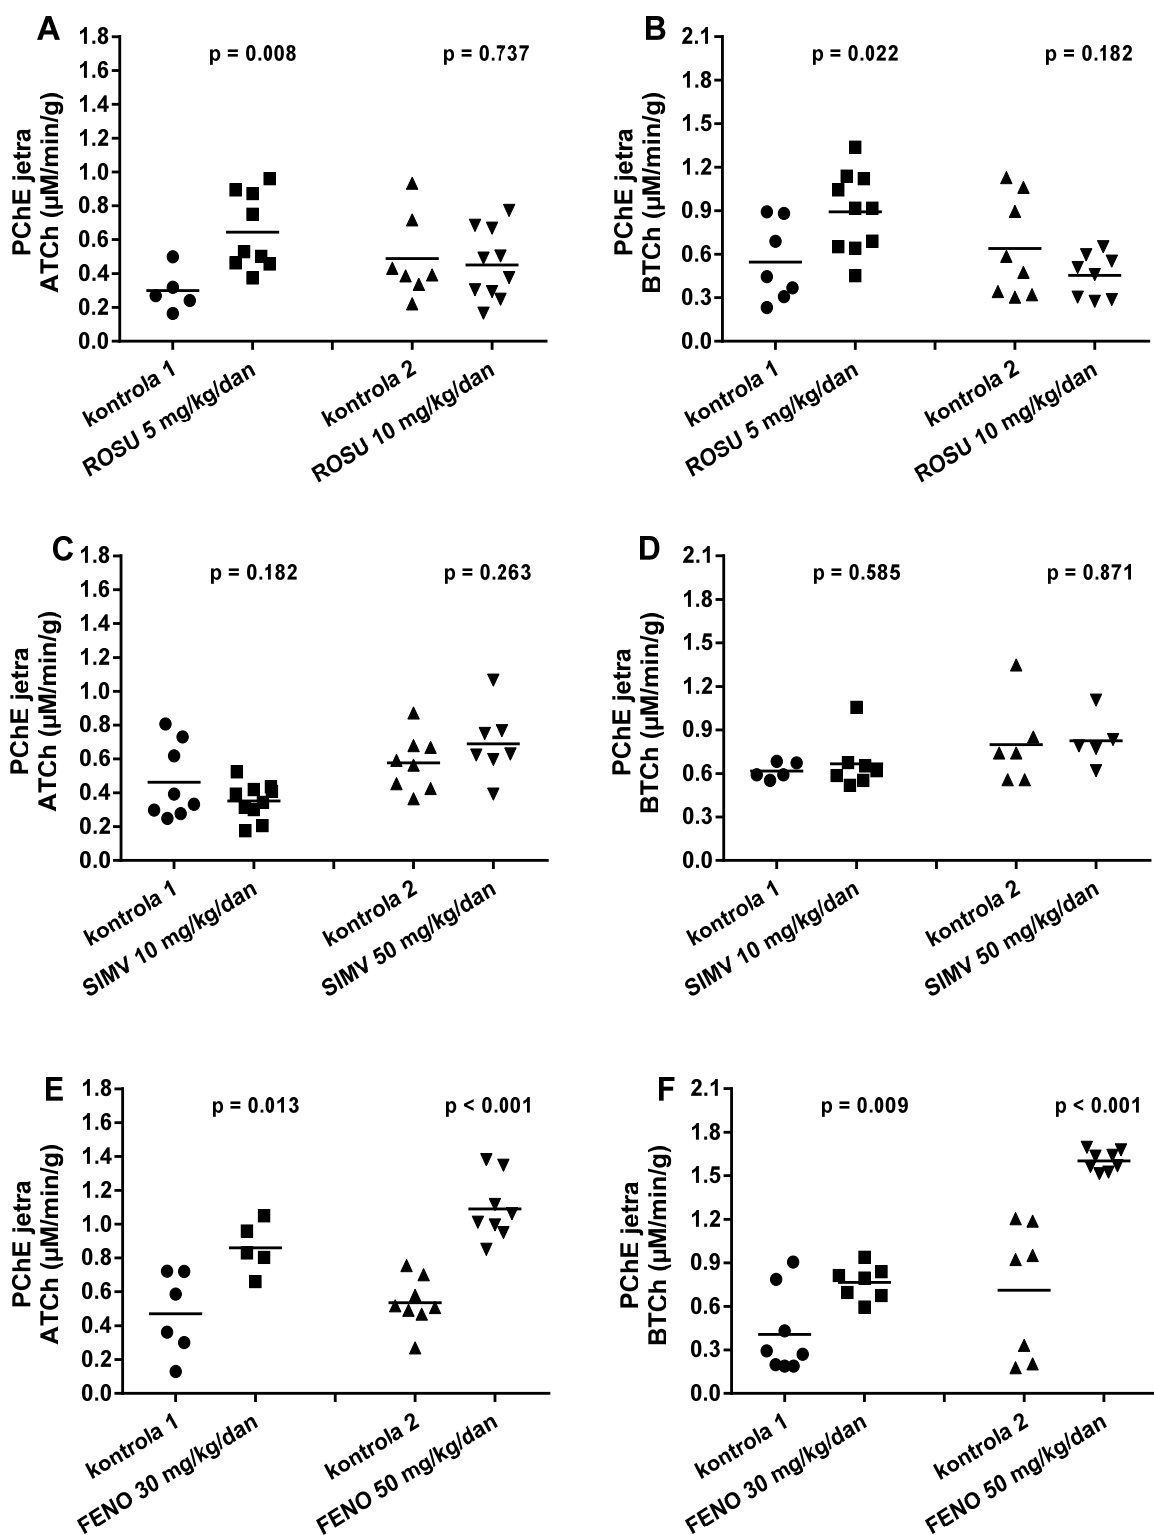 A
PChE jetra
ATCh (µM/min/g)
1.8
1.6
1.4
1.2
1.0
0.8
0.6
0.4
0.2
0.0
p = 0.008
p = 0.737
kontrola 1
ROSU 5 mg/kg/dan
kontrola 2
ROSU 10 mg/kg/dan
B
PChE jetra
BTCh (µM/min/g)
2.1
1.8
1.5
1.2
0.9
0.6
0.3
0.0
p = 0.022
p = 0.182
kontrola 1
ROSU 5 mg/kg/dan
kontrola 2
ROSU 10 mg/kg/dan
C
PChE jetra
ATCh (µM/min/g)
1.8
1.6
1.4
1.2
1.0
0.8
0.6
0.4
0.2
0.0
p = 0.182
p = 0.263
kontrola 1
SIMV 10 mg/kg/dan
kontrola 2
SIMV 50 mg/kg/dan
D
PChE jetra
BTCh (µM/min/g)
2.1
1.8
1.5
1.2
0.9
0.6
0.3
0.0
p = 0.585
p = 0.871
kontrola 1
SIMV 10 mg/kg/dan
kontrola 2
SIMV 50 mg/kg/dan
E
PChE jetra
ATCh (µM/min/g)
1.8
1.6
1.4
1.2
1.0
0.8
0.6
0.4
0.2
0.0
p = 0.013
p < 0.001
kontrola 1
FENO 30 mg/kg/dan
kontrola 2
FENO 50 mg/kg/dan
F
PChE jetra
BTCh (µM/min/g)
2.1
1.8
1.5
1.2
0.9
0.6
0.3
0.0
p = 0.009
p < 0.001
kontrola 1
FENO 30 mg/kg/dan
kontrola 2
FENO 50 mg/kg/dan